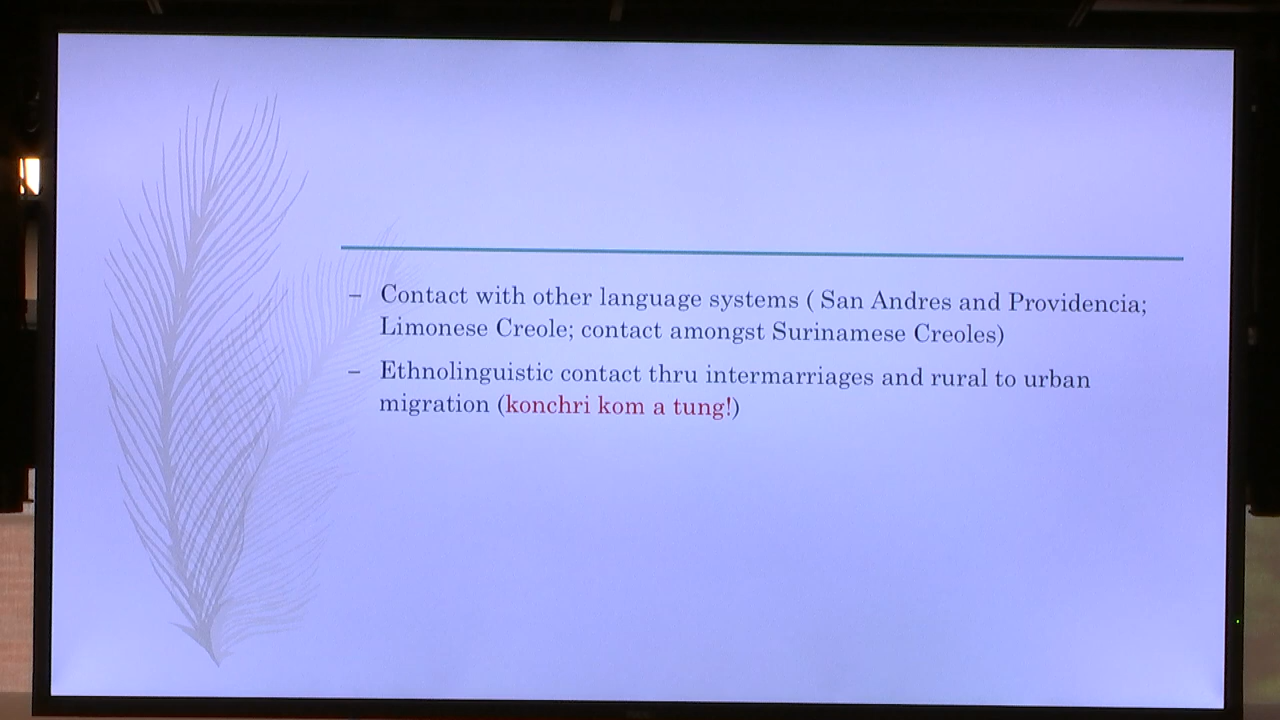 – Contact with other language systems ( San Andres and Providencia;
Limonese Creole; contact amongst Surinamese Creoles)
– Ethnolinguistic contact thru intermarriages and rural to urban
migration (konchri kom a tung!)